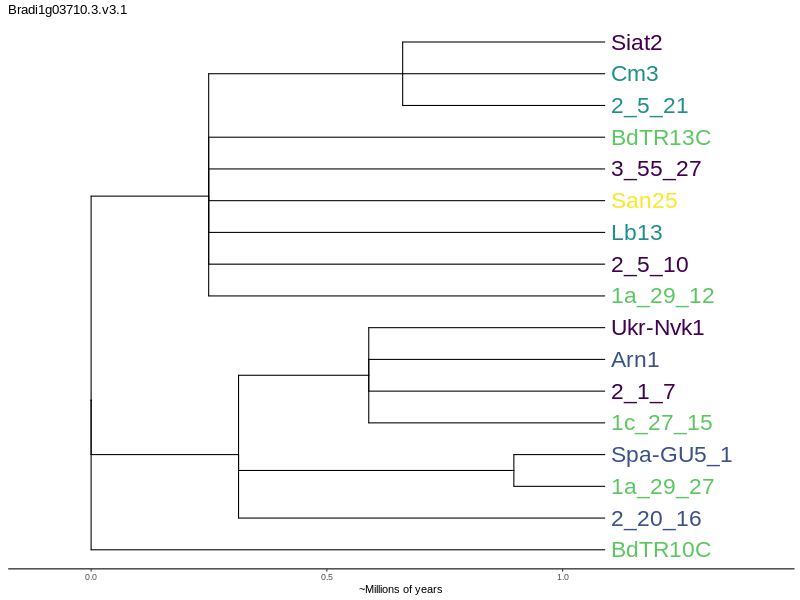 Bradi1g03710.3.v3.1
Siat2
Cm3
2_5_21
BdTR13C
3_55_27
San25
Lb13
2_5_10
1a_29_12
Ukr-Nvk1
Arn1
2_1_7
1c_27_15
Spa-GU5_1
1a_29_27
2_20_16
BdTR10C
0.0 0.5 1.0
~Millions of years